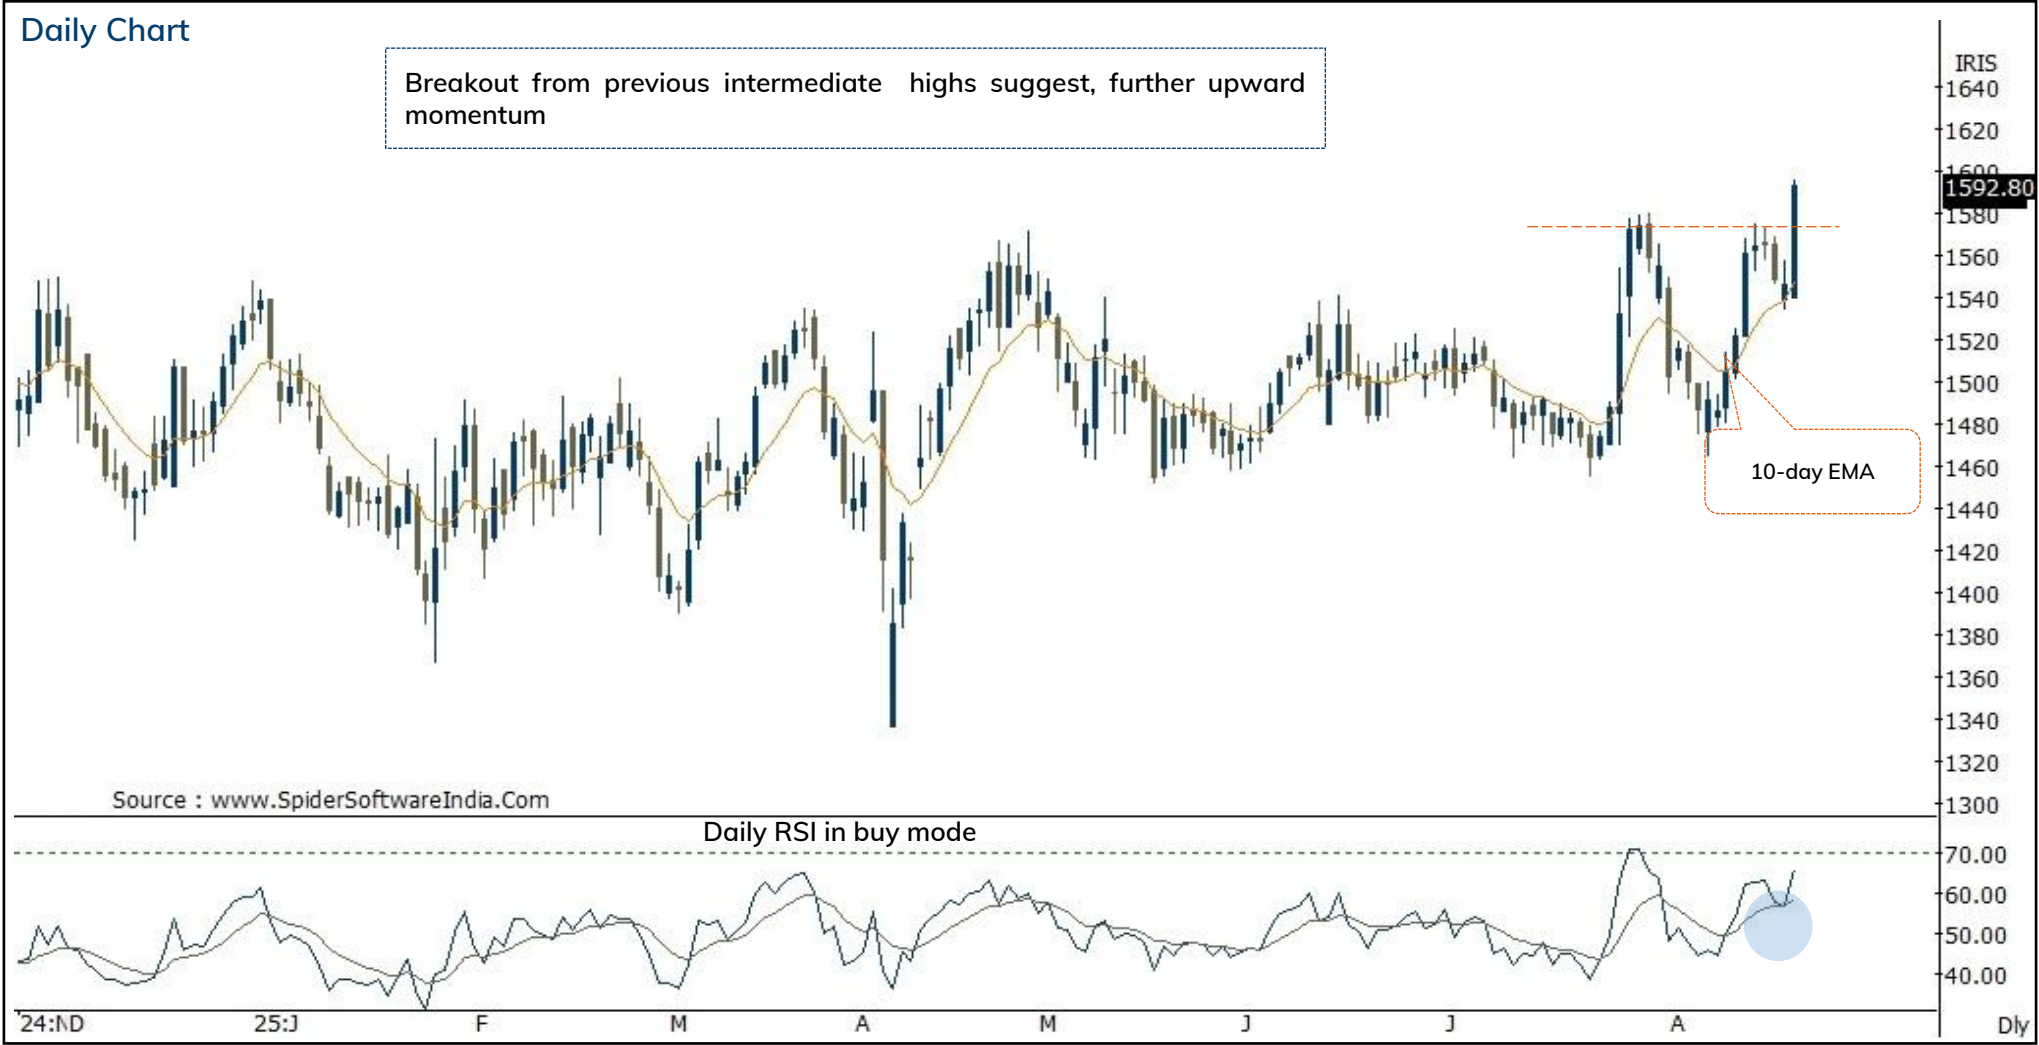 Daily Chart
Breakout from previous intermediate highs suggest, further upward
momentum
IRIS
1640
1620
1600
1592.80
1580
1560
1540
1520
1500
1480
10-day EMA
1460
1440
1420
1400
1380
1360
1340
1320
1300
Source : www.SpiderSoftwareIndia.Com
Daily RSI in buy mode
70.00
60.00
50.00
40.00
'24:ND 25:J F M A M J J A Dly